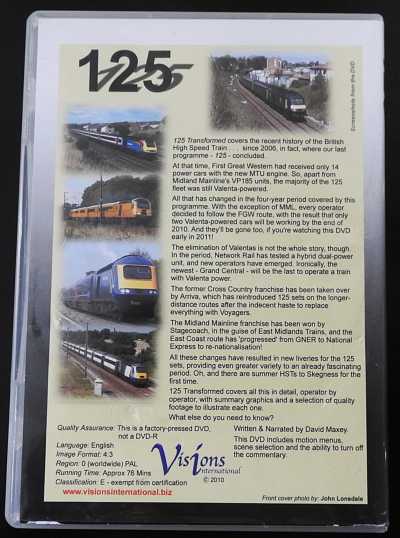 125
125
Screenshots from the DVD
125 Transformed covers the recent history of the British
High Speed Train . . . since 2006, in fact, where our last
programme - 125 - concluded.
At that time, First Great Western had received only 14
power cars with the new MTU engine. So, apart from
Midland Mainline's VP185 units, the majority of the 125
fleet was still Valenta-powered.
All that has changed in the four-year period covered by this
programme. With the exception of MML, every operator
decided to follow the FGW route, with the result that only
two Valenta-powered cars will be working by the end of
2010. And they'll be gone too, if you're watching this DVD
early in 2011!
The elimination of Valentas is not the whole story, though .
In the period, Network Rail has tested a hybrid dual-power
unit, and new operators have emerged. Ironically, the
newest - Grand Central - will be the last to operate a train
with Valenta power.
The former Cross Country franchise has been taken over
by Arriva, which has reintroduced 125 sets on the longer-
distance routes after the indecent haste to replace
everything with Voyagers.
The Midland Mainline franchise has been won by
Stagecoach, in the guise of East Midlands Trains, and the
East Coast route has 'progressed' from GNER to National
Express to re-nationalisation!
All these changes have resulted in new liveries for the 125
sets, providing even greater variety to an already fascinating
period. Oh, and there are summer HSTs to Skegness for the
first time.
125 Transformed covers all this in detail, operator by
operator, with summary graphics and a selection of quality
footage to illustrate each one.
What else do you need to know?
Quality Assurance: This is a factory-pressed DVD,
not a DVD-R
Language: English
Image Format: 4:3
Region: 0 (worldwide) PAL
Running Time: Approx 76 Mins
Classification: E - exempt from certification
www.visionsinternational.biz
Visions
International
© 2010
Written & Narrated by David Maxey.
This DVD includes motion menus,
scene selection and the ability to turn off
the commentary.
Front cover photo by: John Lonsdale